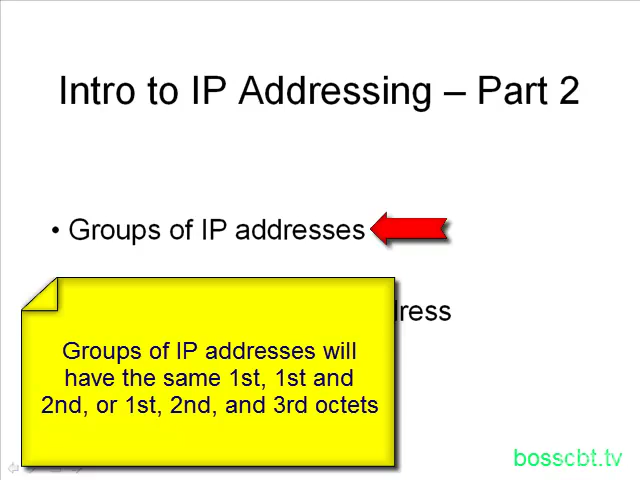 Intro to IP Addressing – Part 2
• Groups of IP addresses
dress
Groups of IP addresses will
have the same 1st, 1st and
2nd, or 1st, 2nd, and 3rd octets
bosscbt.tv